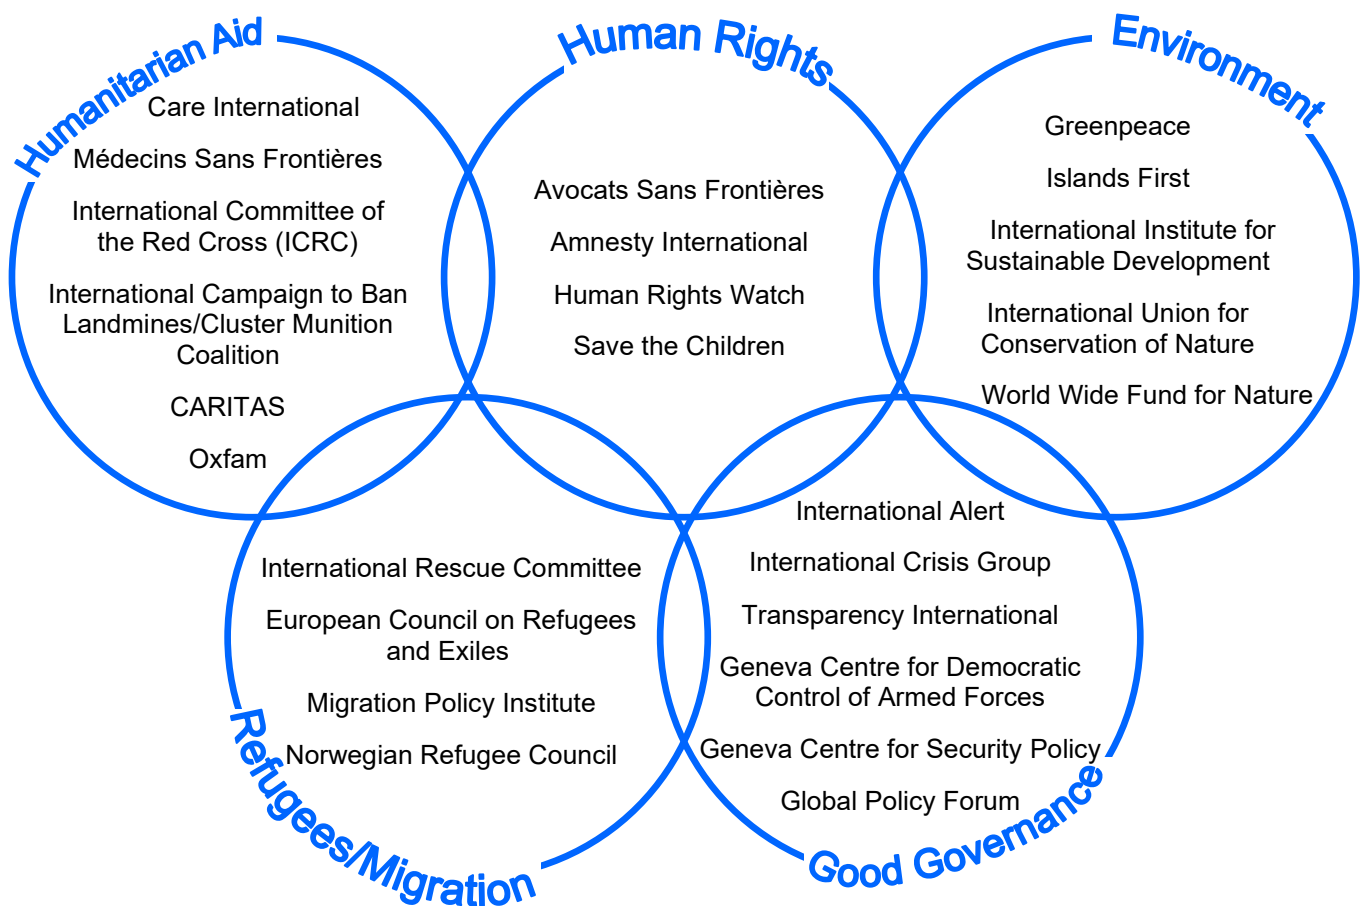 Humanitarian Aid
Care International
Médecins Sans Frontières
International Committee of
the Red Cross (ICRC)
International Campaign to Ban
Landmines/Cluster Munition
Coalition
CARITAS
Oxfam
Human Rights
Avocats Sans Frontières
Amnesty International
Human Rights Watch
Save the Children
Environment
Greenpeace
Islands First
International Institute for
Sustainable Development
International Union for
Conservation of Nature
World Wide Fund for Nature
International Rescue Committee
European Council on Refugees
and Exiles
Migration Policy Institute
Norwegian Refugee Council
Refugees/Migration
International Alert
International Crisis Group
Transparency International
Geneva Centre for Democratic
Control of Armed Forces
Geneva Centre for Security Policy
Global Policy Forum
Good Governance